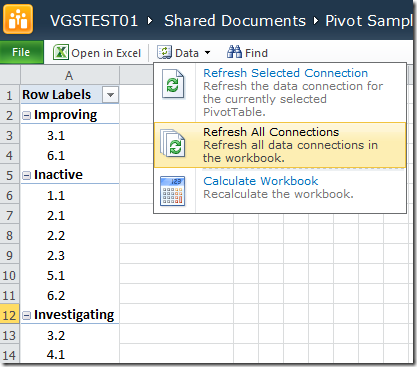 VGSTEST01 › Shared Documents › Pivot Sampl
File Open in Excel Data Find
Refresh Selected Connection
Refresh the data connection for
the currently selected
PivotTable.
Refresh All Connections
Refresh all data connections in
the workbook.
Calculate Workbook
Recalculate the workbook.
A
1 Row Labels
2 Improving
3 3.1
4 6.1
5 Inactive
6 1.1
7 2.1
8 2.2
9 2.3
10 5.1
11 6.2
12 Investigating
13 3.2
14 4.1